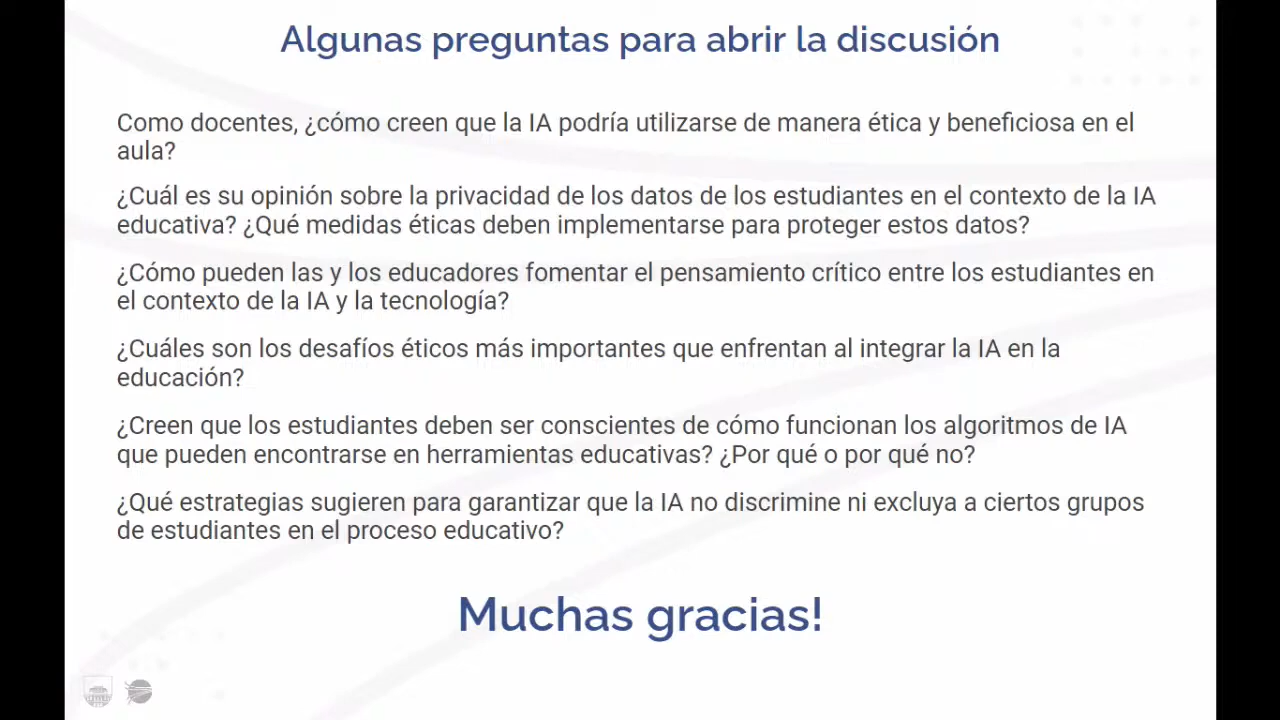 Algunas preguntas para abrir la discusión
Como docentes, ¿cómo creen que la IA podría utilizarse de manera ética y beneficiosa en el
aula?
¿Cuál es su opinión sobre la privacidad de los datos de los estudiantes en el contexto de la IA
educativa? ¿Qué medidas éticas deben implementarse para proteger estos datos?
¿Cómo pueden las y los educadores fomentar el pensamiento crítico entre los estudiantes en
el contexto de la IA y la tecnología?
¿Cuáles son los desafíos éticos más importantes que enfrentan al integrar la IA en la
educación?
¿Creen que los estudiantes deben ser conscientes de cómo funcionan los algoritmos de IA
que pueden encontrarse en herramientas educativas? ¿Por qué o por qué no?
¿Qué estrategias sugieren para garantizar que la IA no discrimine ni excluya a ciertos grupos
de estudiantes en el proceso educativo?
Muchas gracias!